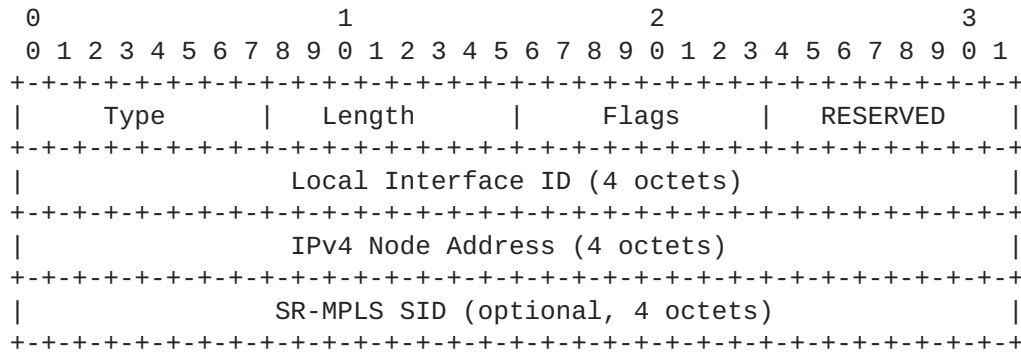 0                   1                   2                   3
 0 1 2 3 4 5 6 7 8 9 0 1 2 3 4 5 6 7 8 9 0 1 2 3 4 5 6 7 8 9 0 1
+-+-+-+-+-+-+-+-+-+-+-+-+-+-+-+-+-+-+-+-+-+-+-+-+-+-+-+-+-+-+-+-+
|     Type      |   Length      |     Flags     |   RESERVED    |
+-+-+-+-+-+-+-+-+-+-+-+-+-+-+-+-+-+-+-+-+-+-+-+-+-+-+-+-+-+-+-+-+
|                 Local Interface ID (4 octets)                 |
+-+-+-+-+-+-+-+-+-+-+-+-+-+-+-+-+-+-+-+-+-+-+-+-+-+-+-+-+-+-+-+-+
|                 IPv4 Node Address (4 octets)                  |
+-+-+-+-+-+-+-+-+-+-+-+-+-+-+-+-+-+-+-+-+-+-+-+-+-+-+-+-+-+-+-+-+
|                SR-MPLS SID (optional, 4 octets)               |
+-+-+-+-+-+-+-+-+-+-+-+-+-+-+-+-+-+-+-+-+-+-+-+-+-+-+-+-+-+-+-+-+